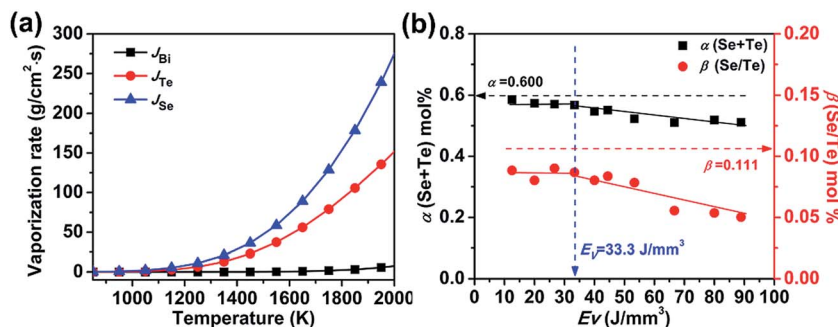 (a)
Vaporization rate (g/cm²·s)
300
250
200
150
100
50
0
J_Bi
J_Te
J_Se
1000 1200 1400 1600 1800 2000
Temperature (K)
(b)
α (Se+Te) mol%
0.8
0.6
0.4
0.2
0.0
α (Se+Te)
β (Se/Te)
α=0.600
β=0.111
E_V=33.3 J/mm³
0 10 20 30 40 50 60 70 80 90 100
Ev (J/mm³)
0.20
0.15
0.10
0.05
0.00
β(Se/Te) mol %